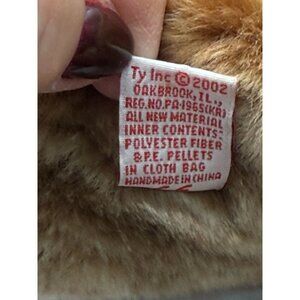 Ty Inc © 2002
OAKBROOK, IL.,
REG.NO.PA-1965(KR)
ALL NEW MATERIAL
INNER CONTENTS:
POLYESTER FIBER
& P.E. PELLETS
IN CLOTH BAG
HANDMADE IN CHINA